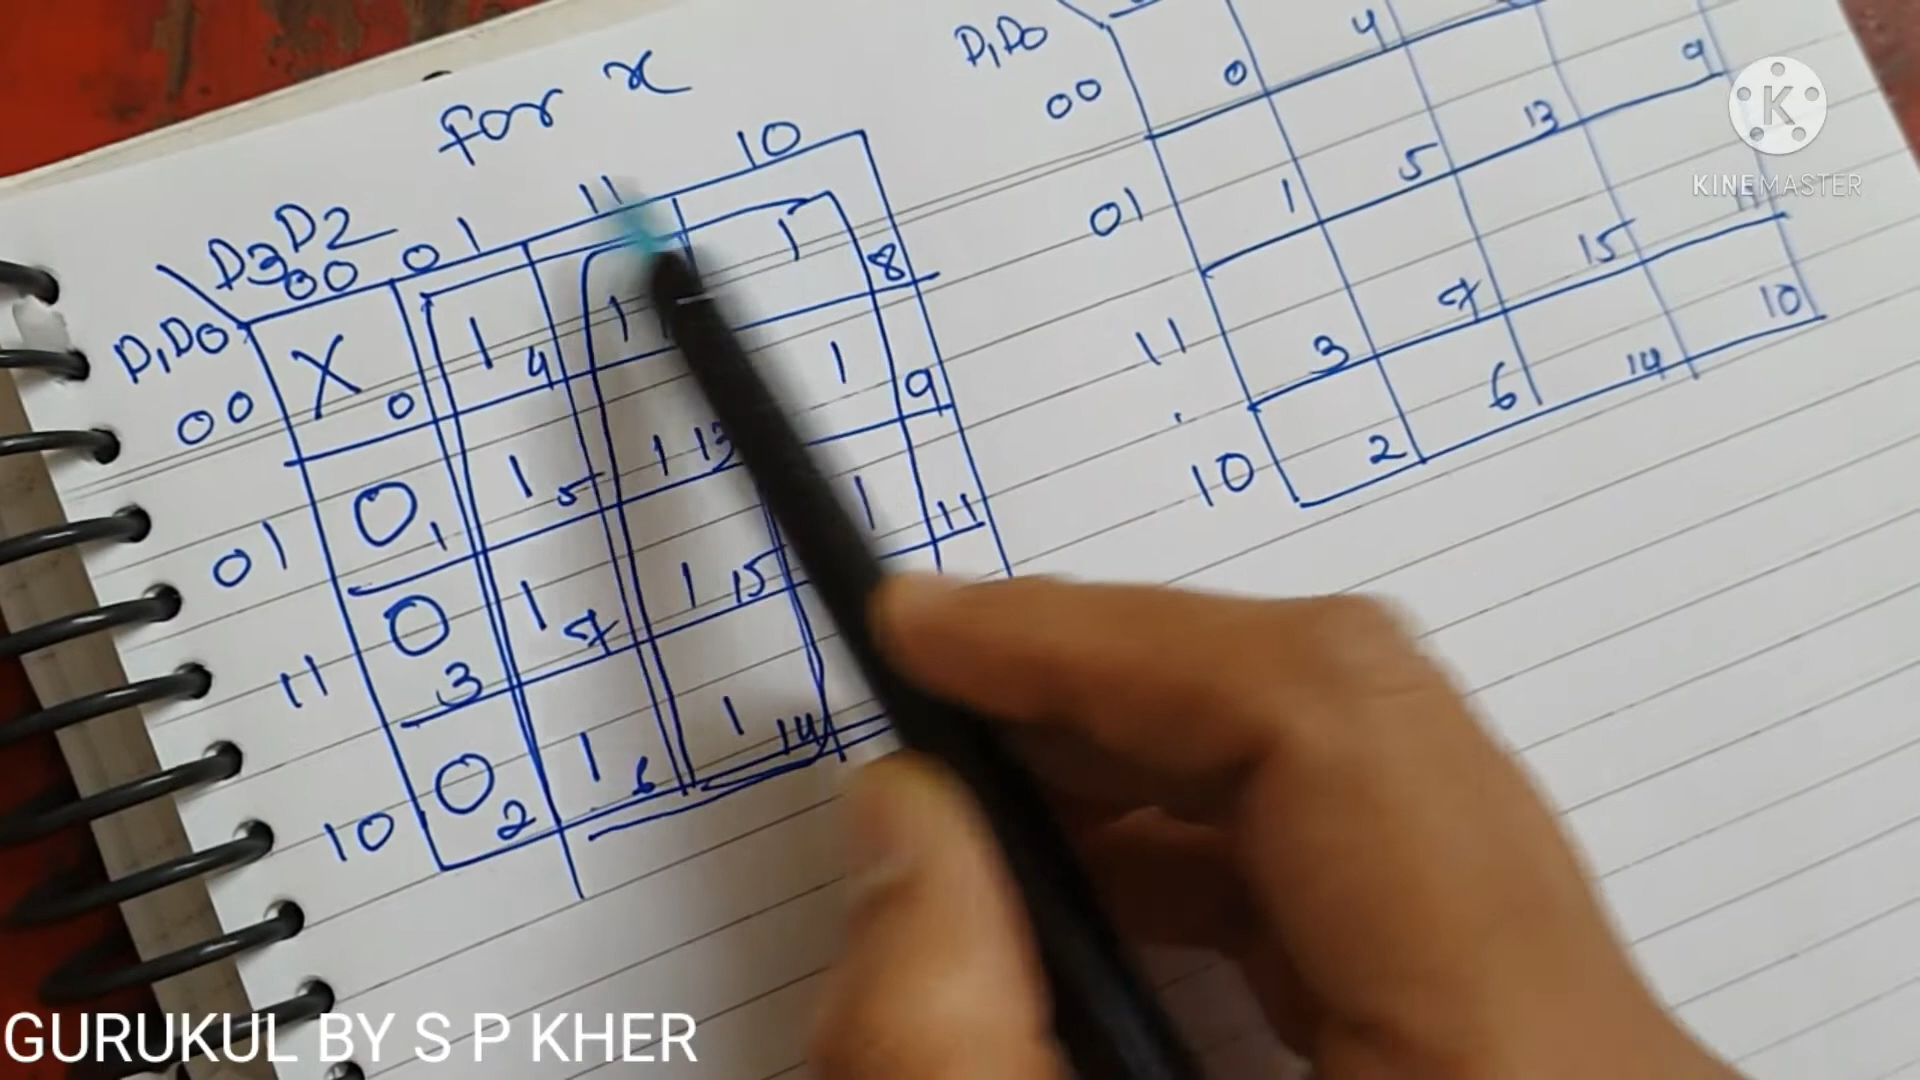 for x
D3D2
00 01 11 10
D1D0
00 X 0 1 4 1 1 8
01 0 1 1 5 1 13 1 9
11 0 3 1 7 1 15 1 11
10 0 2 1 6 1 14
D1D0
00 0 4
01 1 5 13 9
11 3 7 15 11
10 2 6 14 10
K
KINEMASTER
GURUKUL BY S P KHER